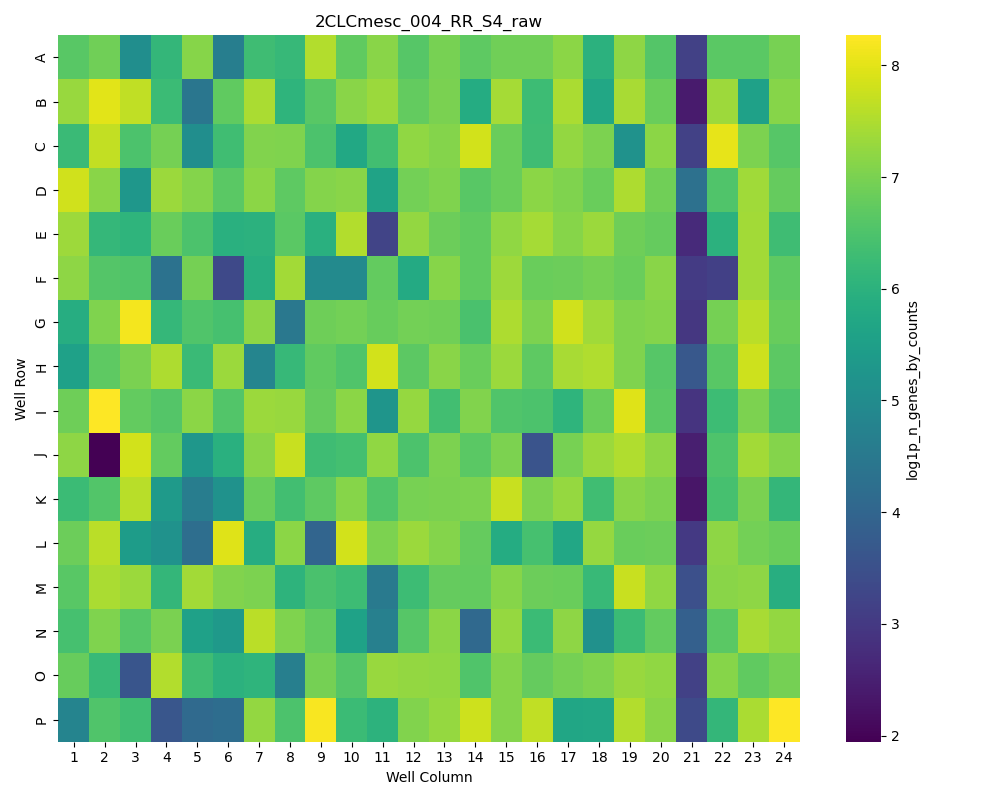 2CLCmesc_004_RR_S4_raw
Well Row
A
B
C
D
E
F
G
H
I
J
K
L
M
N
O
P
1 2 3 4 5 6 7 8 9 10 11 12 13 14 15 16 17 18 19 20 21 22 23 24
Well Column
8
7
6
5
4
3
2
log1p_n_genes_by_counts